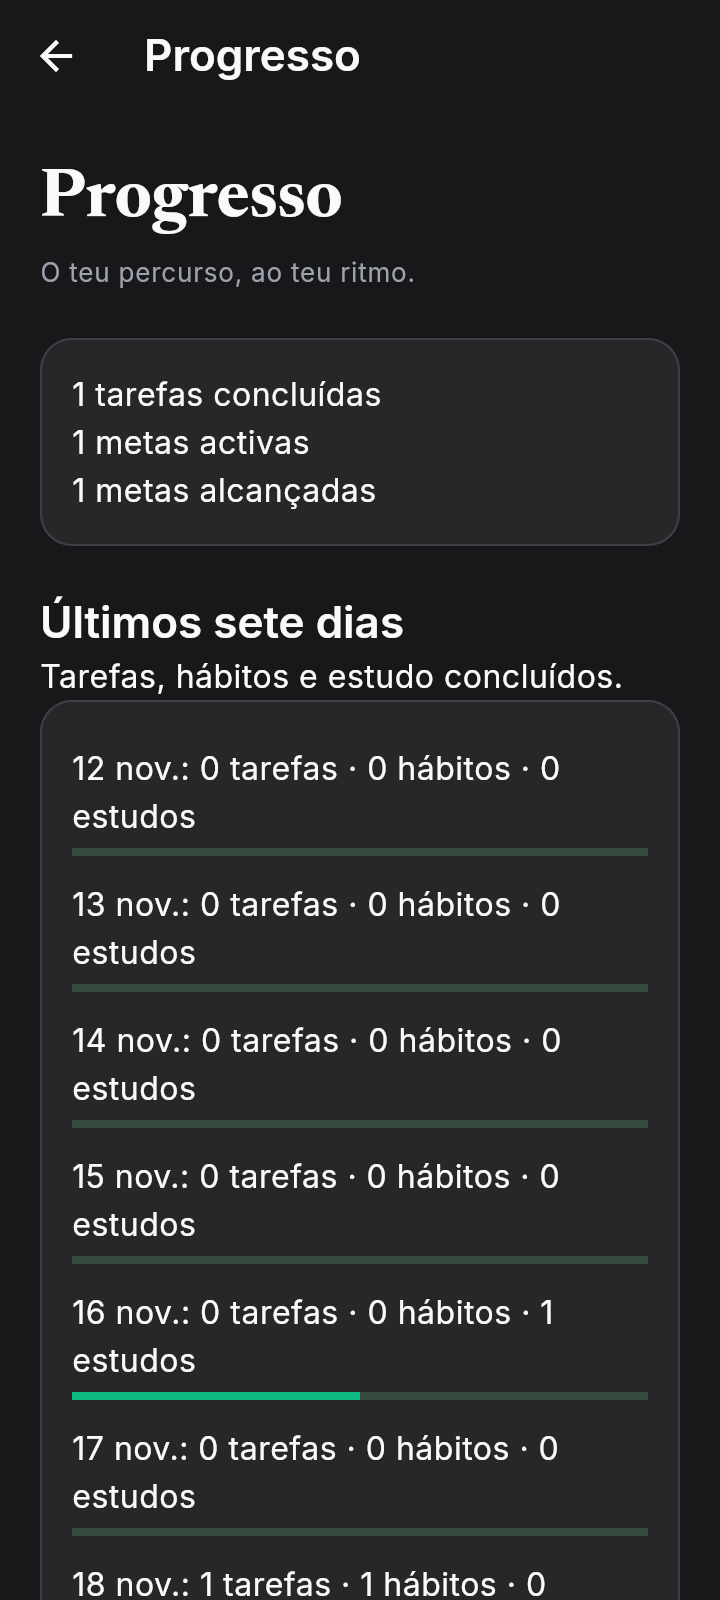 Progresso
Progresso
O teu percurso, ao teu ritmo.
1 tarefas concluídas
1 metas activas
1 metas alcançadas
Últimos sete dias
Tarefas, hábitos e estudo concluídos.
12 nov.: 0 tarefas · 0 hábitos · 0
estudos
13 nov.: 0 tarefas · 0 hábitos · 0
estudos
14 nov.: 0 tarefas · 0 hábitos · 0
estudos
15 nov.: 0 tarefas · 0 hábitos · 0
estudos
16 nov.: 0 tarefas · 0 hábitos · 1
estudos
17 nov.: 0 tarefas · 0 hábitos · 0
estudos
18 nov.: 1 tarefas · 1 hábitos · 0